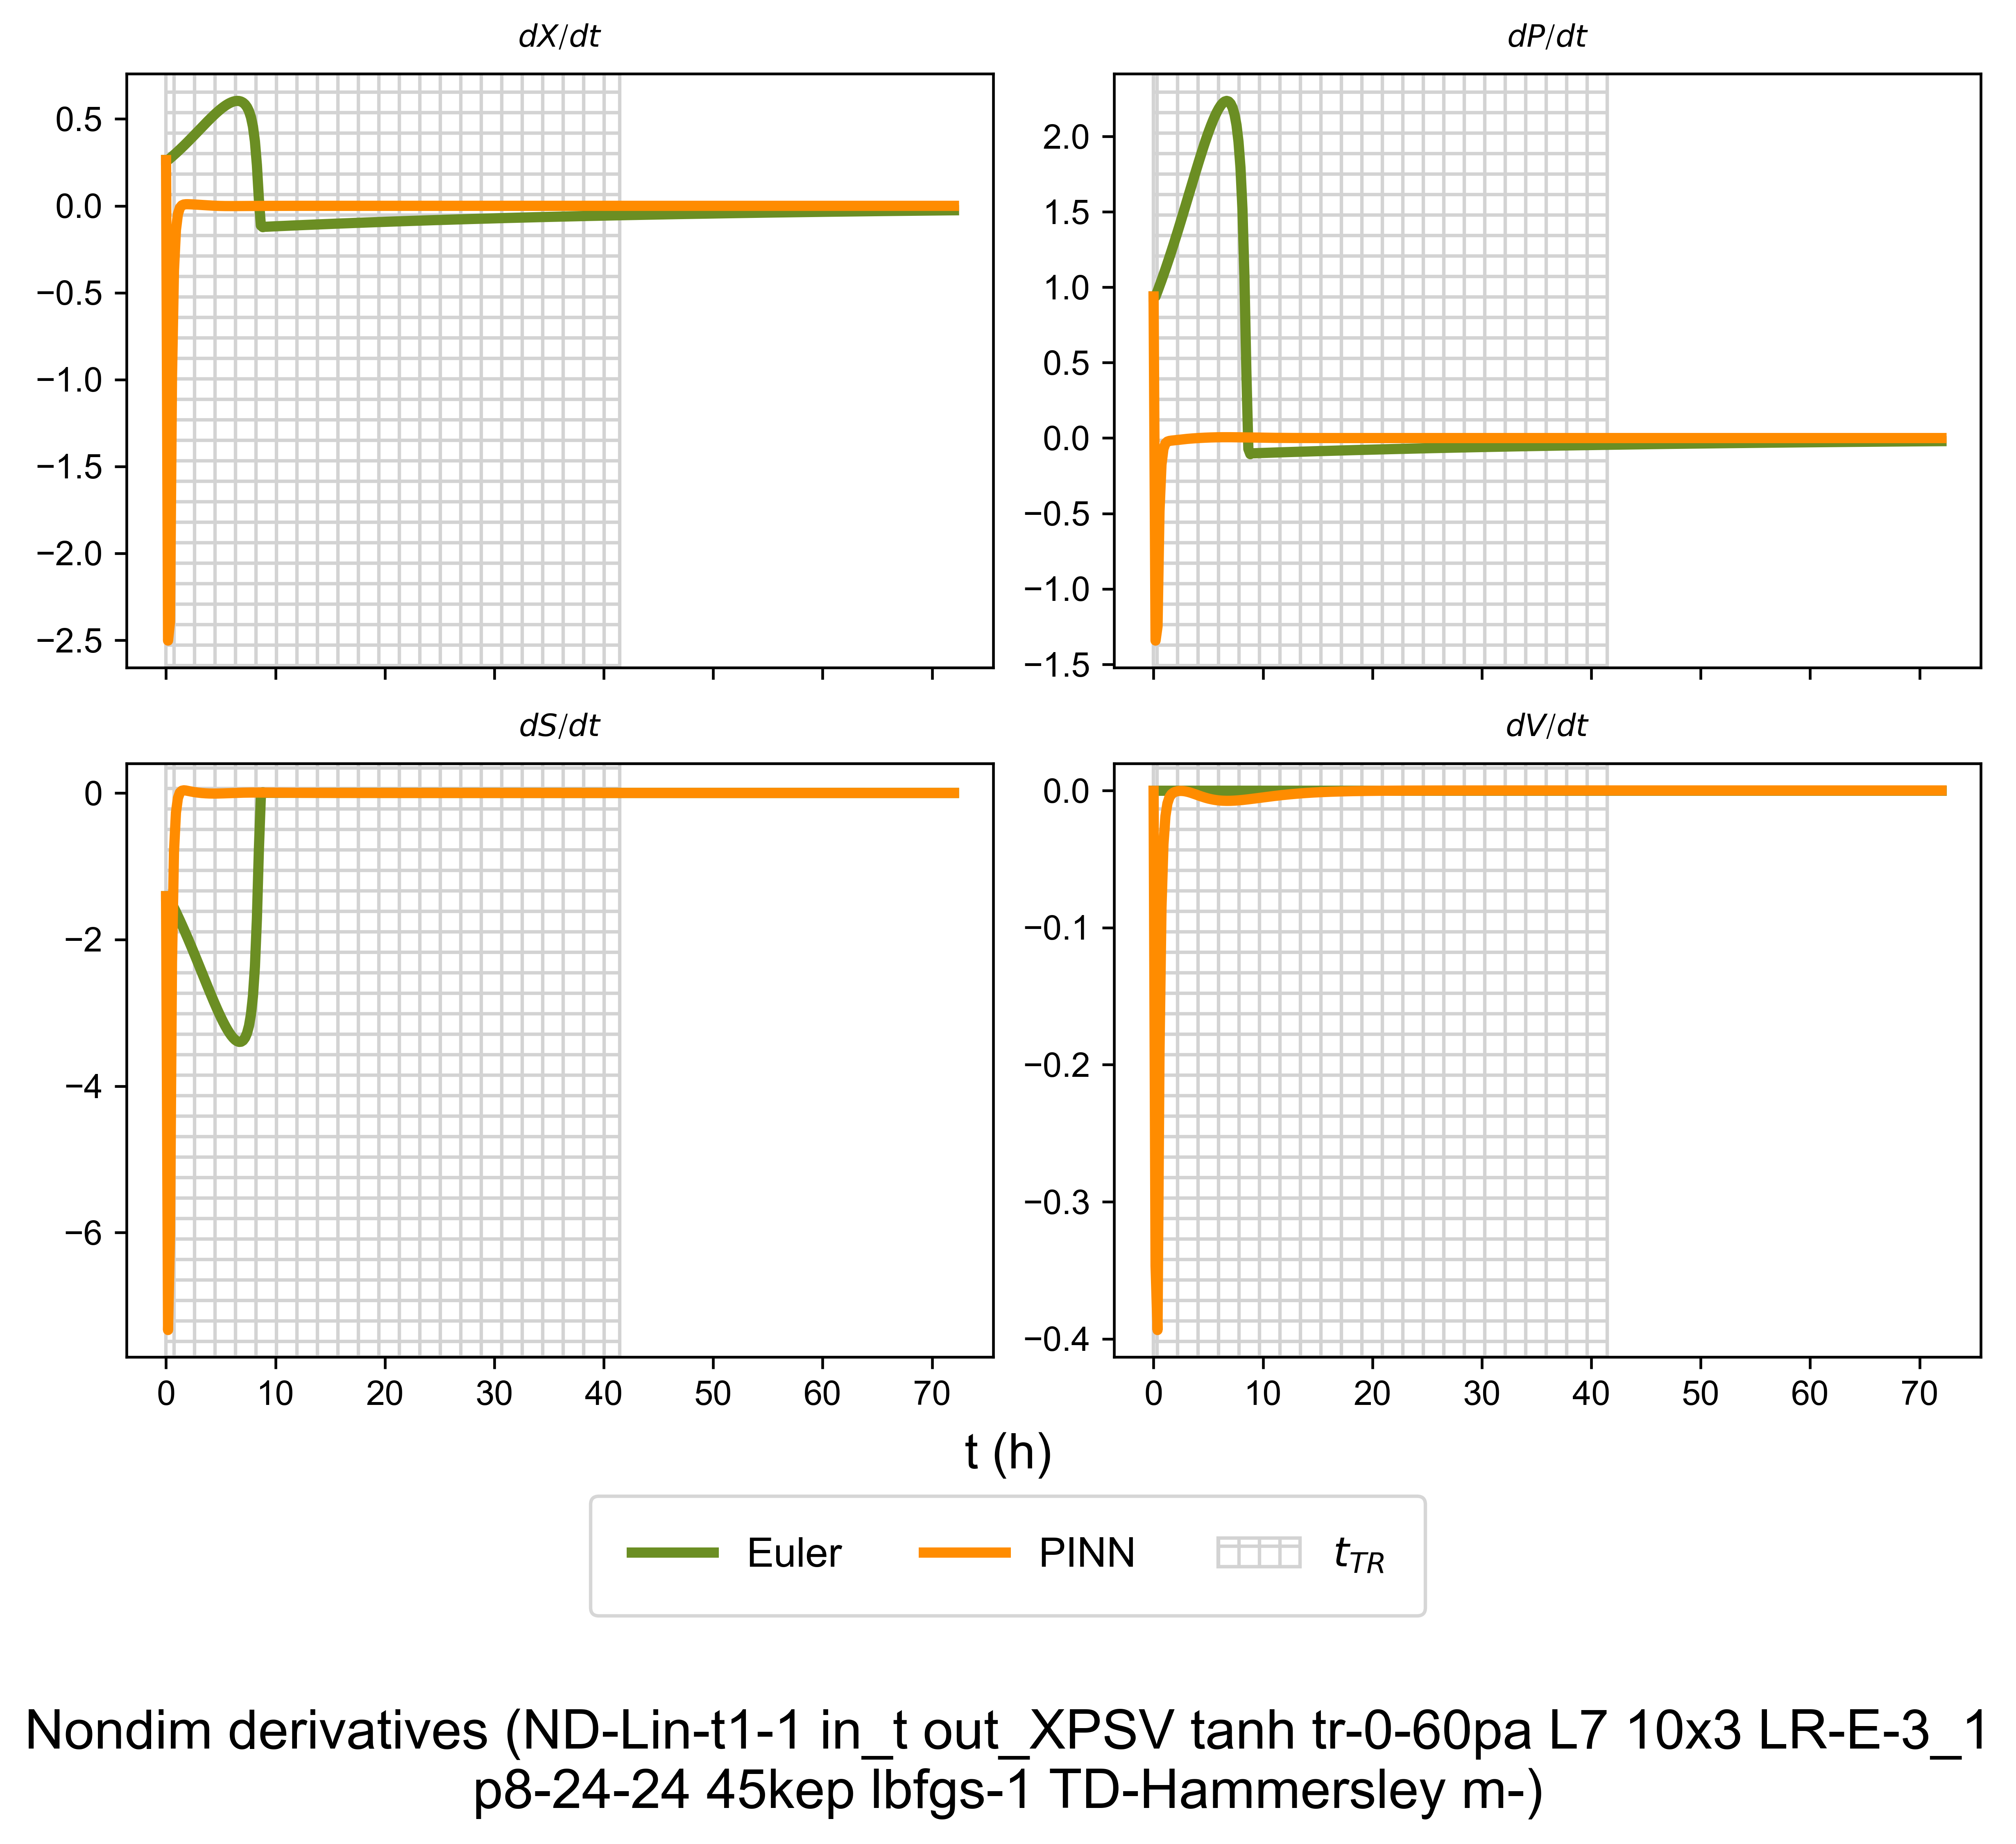 dX/dt
dP/dt
0.5
0.0
−0.5
−1.0
−1.5
−2.0
−2.5
2.0
1.5
1.0
0.5
0.0
−0.5
−1.0
−1.5
dS/dt
dV/dt
0
−2
−4
−6
0.0
−0.1
−0.2
−0.3
−0.4
0 10 20 30 40 50 60 70
0 10 20 30 40 50 60 70
t (h)
Euler PINN t_TR
Nondim derivatives (ND-Lin-t1-1 in_t out_XPSV tanh tr-0-60pa L7 10x3 LR-E-3_1
p8-24-24 45kep lbfgs-1 TD-Hammersley m-)